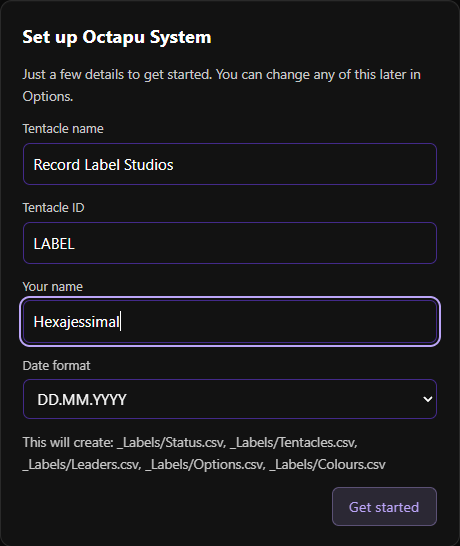 Set up Octapu System
Just a few details to get started. You can change any of this later in
Options.
Tentacle name
Record Label Studios
Tentacle ID
LABEL
Your name
Hexajessimal
Date format
DD.MM.YYYY
This will create: _Labels/Status.csv, _Labels/Tentacles.csv,
_Labels/Leaders.csv, _Labels/Options.csv, _Labels/Colours.csv
Get started